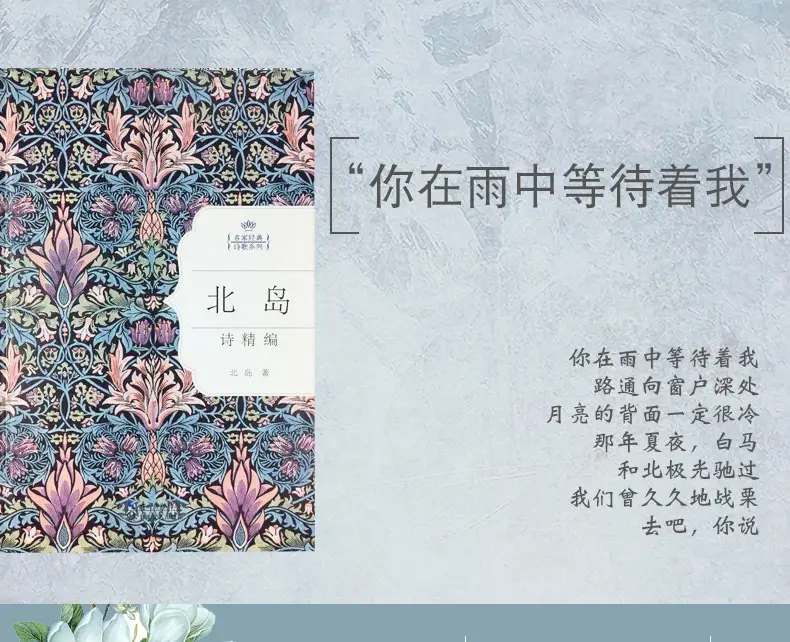 “你在雨中等待着我”
名家经典
诗歌系列
北岛
诗精编
北岛 著
你在雨中等待着我
路通向窗户深处
月亮的背面一定很冷
那年夏夜，白马
和北极光驰过
我们曾久久地战栗
去吧，你说